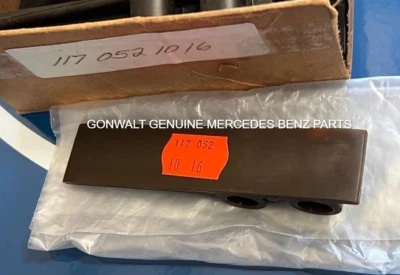 117 052 10 16
GONWALT GENUINE MERCEDES BENZ PARTS
117 052
10 16